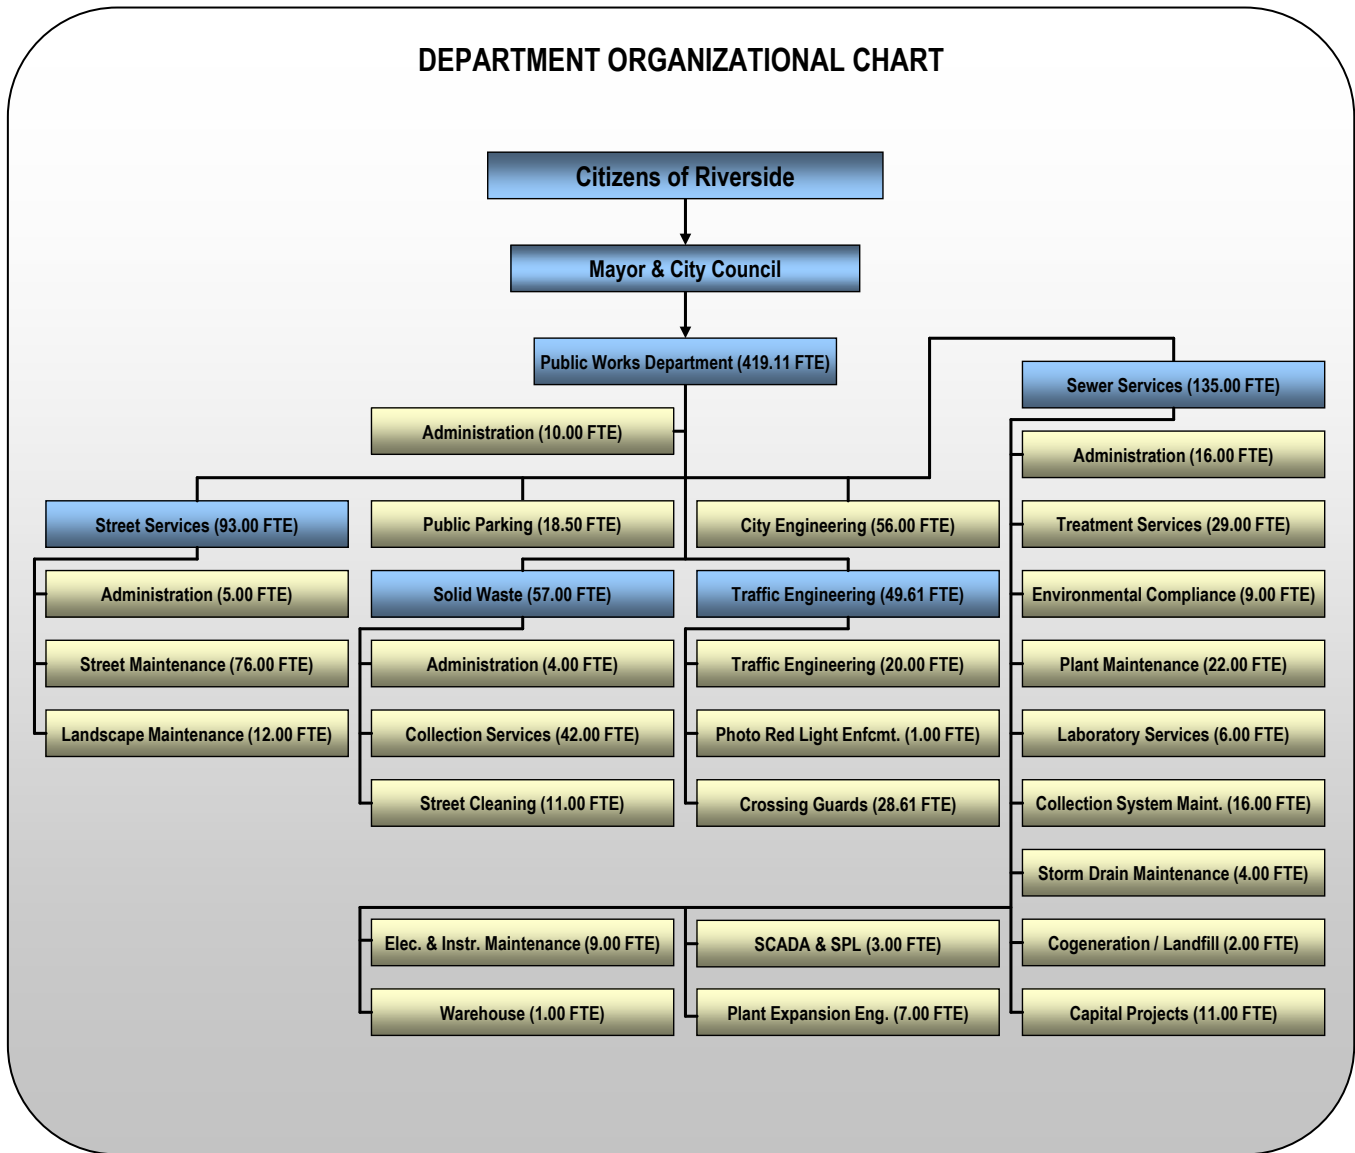 DEPARTMENT ORGANIZATIONAL CHART
Citizens of Riverside
Mayor & City Council
Public Works Department (419.11 FTE)
Administration (10.00 FTE)
Street Services (93.00 FTE)
Administration (5.00 FTE)
Street Maintenance (76.00 FTE)
Landscape Maintenance (12.00 FTE)
Public Parking (18.50 FTE)
City Engineering (56.00 FTE)
Solid Waste (57.00 FTE)
Administration (4.00 FTE)
Collection Services (42.00 FTE)
Street Cleaning (11.00 FTE)
Traffic Engineering (49.61 FTE)
Traffic Engineering (20.00 FTE)
Photo Red Light Enfcmt. (1.00 FTE)
Crossing Guards (28.61 FTE)
Sewer Services (135.00 FTE)
Administration (16.00 FTE)
Treatment Services (29.00 FTE)
Environmental Compliance (9.00 FTE)
Plant Maintenance (22.00 FTE)
Laboratory Services (6.00 FTE)
Collection System Maint. (16.00 FTE)
Storm Drain Maintenance (4.00 FTE)
Cogeneration / Landfill (2.00 FTE)
Capital Projects (11.00 FTE)
Elec. & Instr. Maintenance (9.00 FTE)
Warehouse (1.00 FTE)
SCADA & SPL (3.00 FTE)
Plant Expansion Eng. (7.00 FTE)